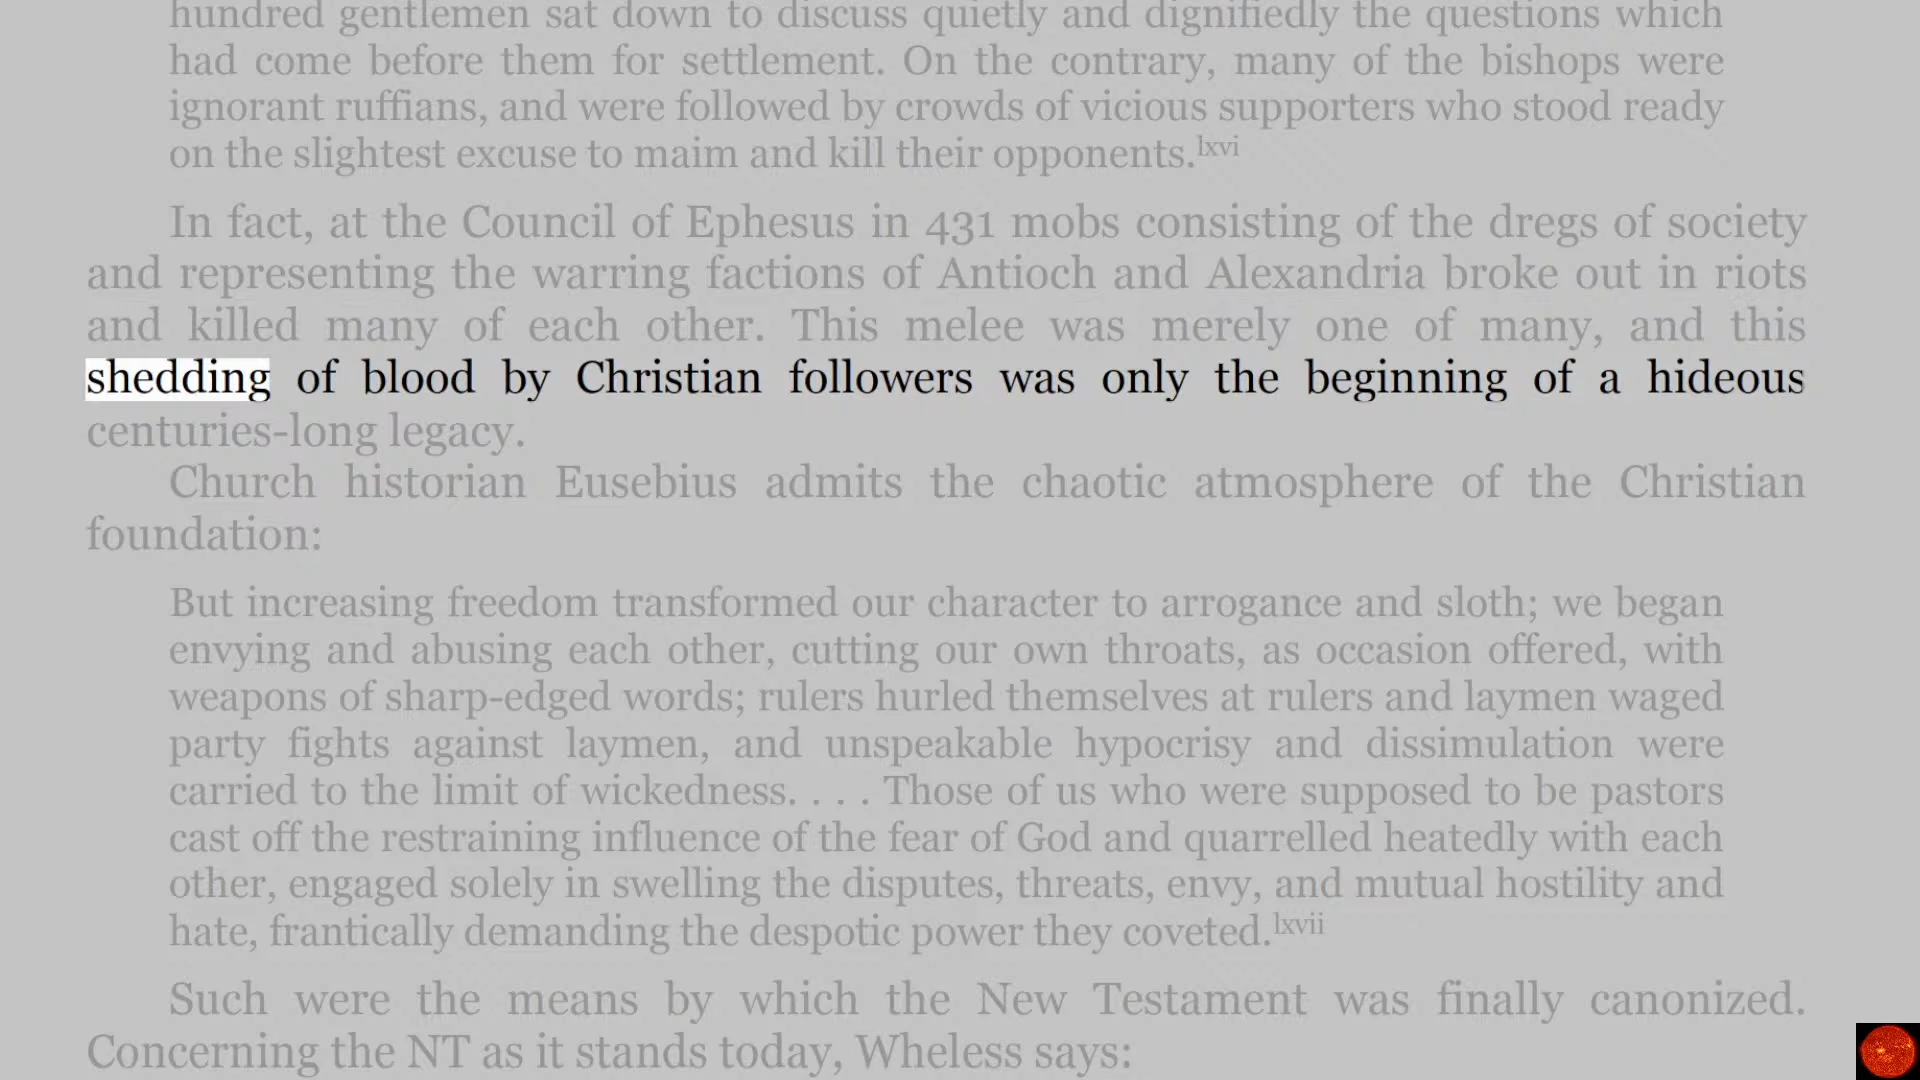 hundred gentlemen sat down to discuss quietly and dignifiedly the questions which
had come before them for settlement. On the contrary, many of the bishops were
ignorant ruffians, and were followed by crowds of vicious supporters who stood ready
on the slightest excuse to maim and kill their opponents.lxvi
In fact, at the Council of Ephesus in 431 mobs consisting of the dregs of society
and representing the warring factions of Antioch and Alexandria broke out in riots
and killed many of each other. This melee was merely one of many, and this
shedding of blood by Christian followers was only the beginning of a hideous
centuries-long legacy.
Church historian Eusebius admits the chaotic atmosphere of the Christian
foundation:
But increasing freedom transformed our character to arrogance and sloth; we began
envying and abusing each other, cutting our own throats, as occasion offered, with
weapons of sharp-edged words; rulers hurled themselves at rulers and laymen waged
party fights against laymen, and unspeakable hypocrisy and dissimulation were
carried to the limit of wickedness. . . . Those of us who were supposed to be pastors
cast off the restraining influence of the fear of God and quarrelled heatedly with each
other, engaged solely in swelling the disputes, threats, envy, and mutual hostility and
hate, frantically demanding the despotic power they coveted.lxvii
Such were the means by which the New Testament was finally canonized.
Concerning the NT as it stands today, Wheless says: